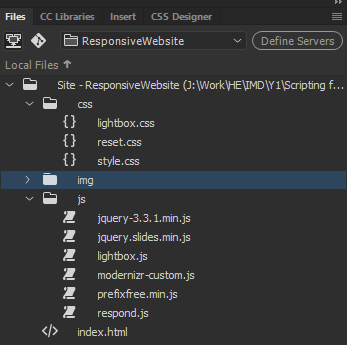 Files CC Libraries Insert CSS Designer
ResponsiveWebsite Define Servers
Local Files
Site - ResponsiveWebsite (J:\Work\HE\IMD\Y1\Scripting f...
css
lightbox.css
reset.css
style.css
img
js
jquery-3.3.1.min.js
jquery.slides.min.js
lightbox.js
modernizr-custom.js
prefixfree.min.js
respond.js
index.html